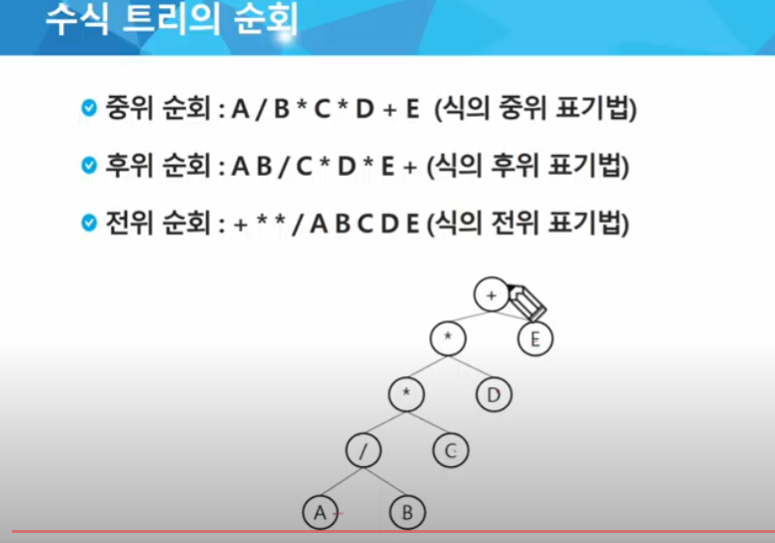 수식 트리의 순회
중위 순회 : A / B * C * D + E (식의 중위 표기법)
후위 순회 : A B / C * D * E + (식의 후위 표기법)
전위 순회 : + * * / A B C D E (식의 전위 표기법)
+
* E
* D
/ C
A B